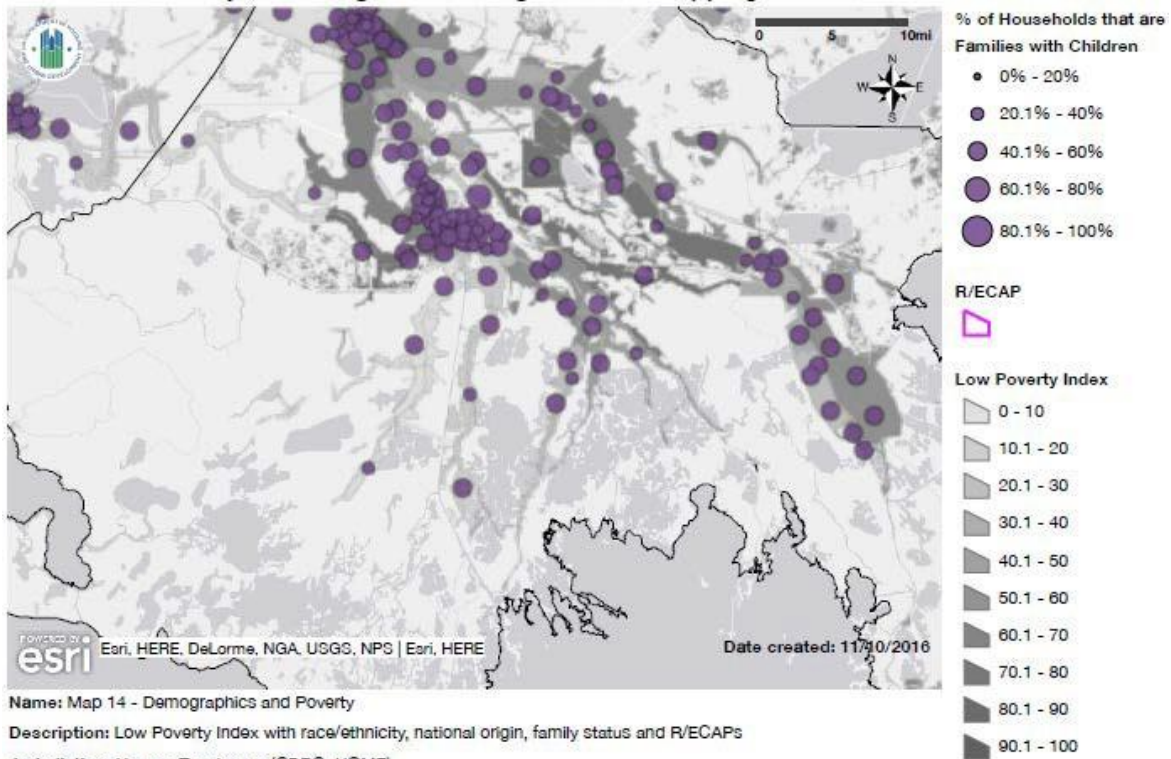 0 5 10mi
N
W E
S
% of Households that are
Families with Children
0% - 20%
20.1% - 40%
40.1% - 60%
60.1% - 80%
80.1% - 100%
R/ECAP
Low Poverty Index
0 - 10
10.1 - 20
20.1 - 30
30.1 - 40
40.1 - 50
50.1 - 60
60.1 - 70
70.1 - 80
80.1 - 90
90.1 - 100
POWERED BY
esri
Esri, HERE, DeLorme, NGA, USGS, NPS | Esri, HERE
Date created: 11/10/2016
Name: Map 14 - Demographics and Poverty
Description: Low Poverty Index with race/ethnicity, national origin, family status and R/ECAPs